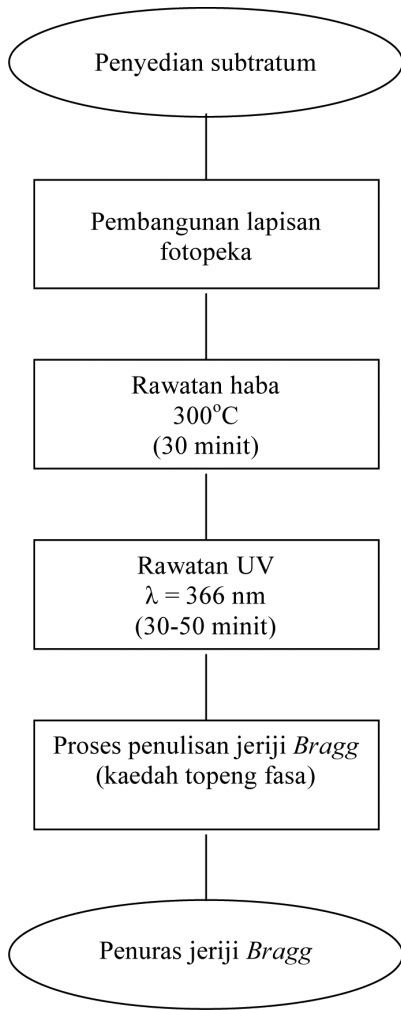 Penyedian subtratum
Pembangunan lapisan
fotopeka
Rawatan haba
300°C
(30 minit)
Rawatan UV
λ = 366 nm
(30-50 minit)
Proses penulisan jeriji Bragg
(kaedah topeng fasa)
Penuras jeriji Bragg